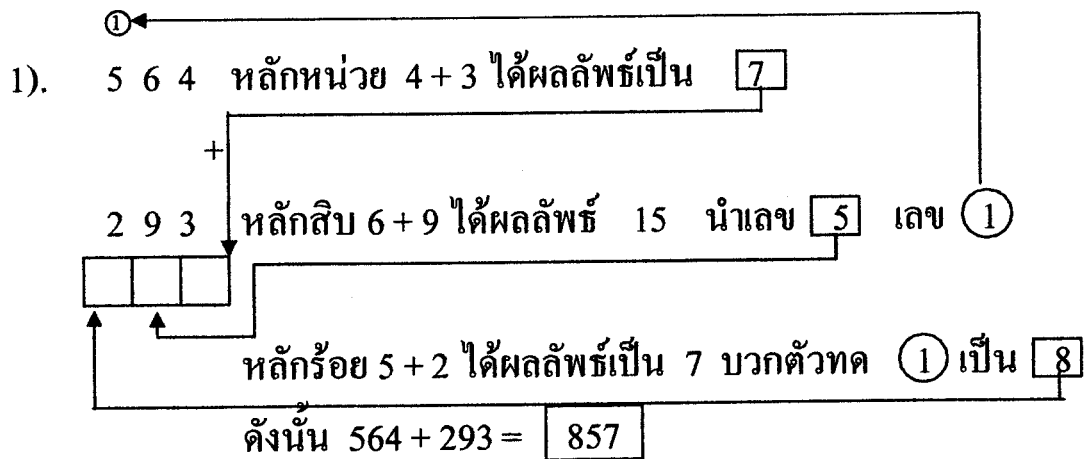 ①
1). 5 6 4 หลักหน่วย 4 + 3 ได้ผลลัพธ์เป็น 7
+
2 9 3 หลักสิบ 6 + 9 ได้ผลลัพธ์ 15 นำเลข 5 เลข ①
หลักร้อย 5 + 2 ได้ผลลัพธ์เป็น 7 บวกตัวทด ① เป็น 8
ดังนั้น 564 + 293 = 857